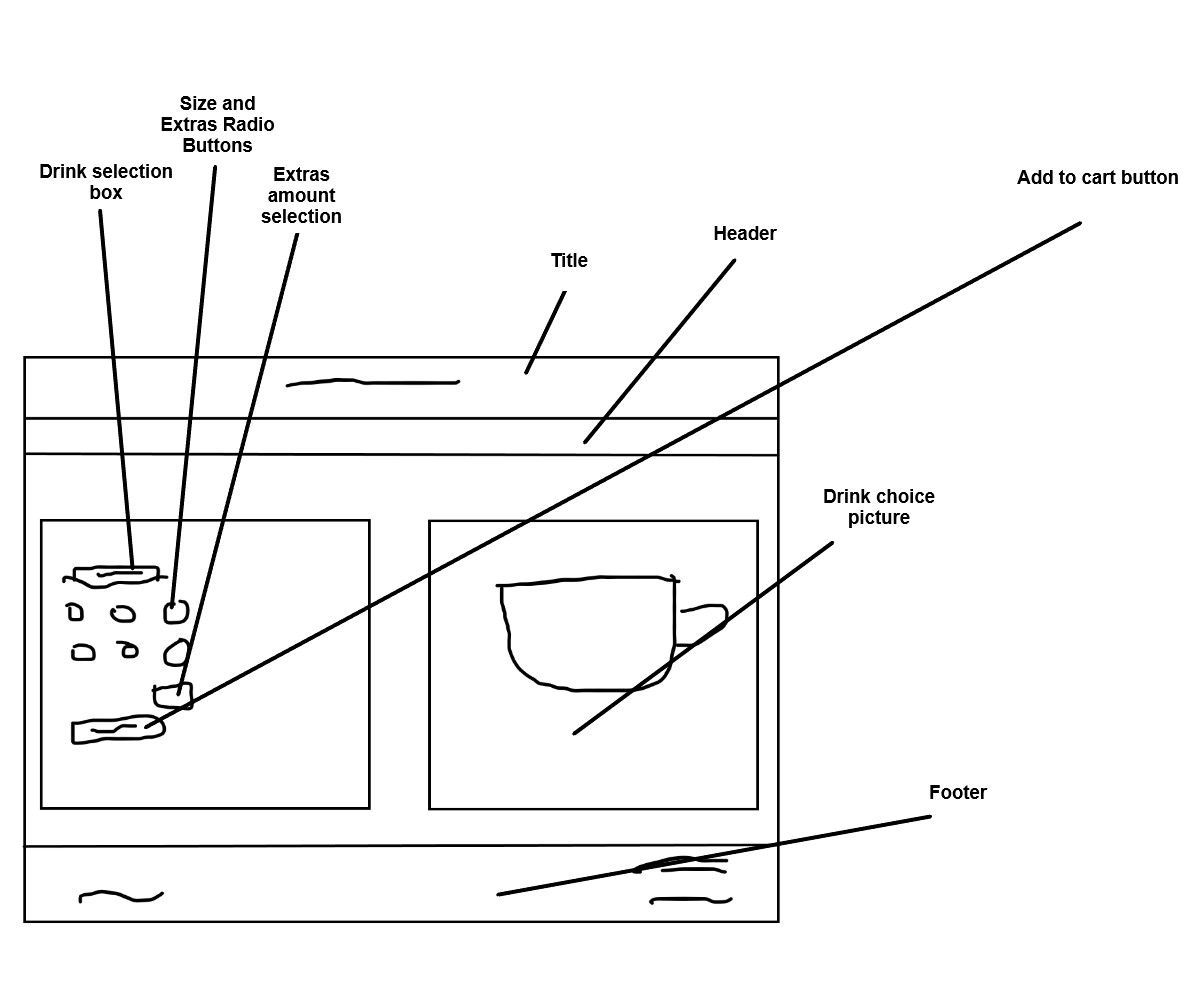 Size and
Extras Radio
Buttons
Drink selection
box
Extras
amount
selection
Add to cart button
Header
Title
Drink choice
picture
Footer